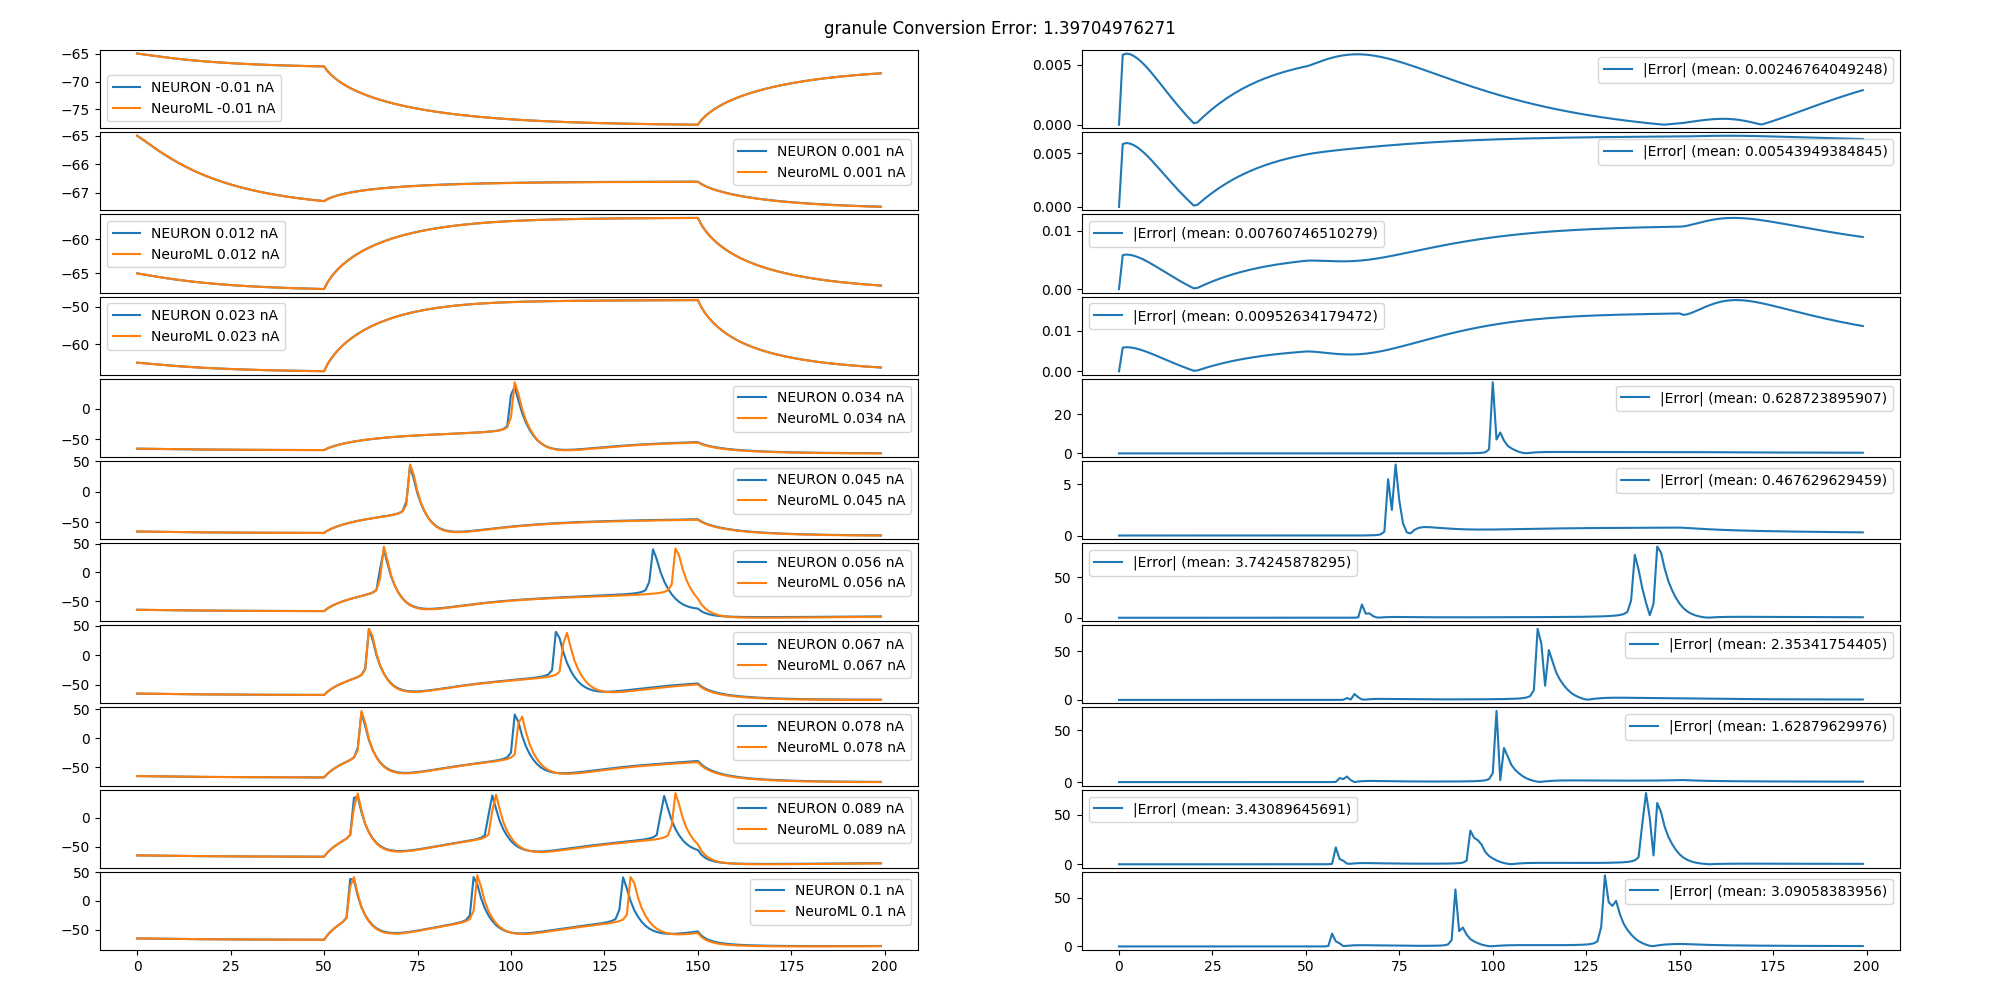 granule Conversion Error: 1.39704976271
−65
−70
−75
NEURON -0.01 nA
NeuroML -0.01 nA
0.005
0.000
|Error| (mean: 0.00246764049248)
−65
−66
−67
NEURON 0.001 nA
NeuroML 0.001 nA
0.005
0.000
|Error| (mean: 0.00543949384845)
−60
−65
NEURON 0.012 nA
NeuroML 0.012 nA
0.01
0.00
|Error| (mean: 0.00760746510279)
−50
−60
NEURON 0.023 nA
NeuroML 0.023 nA
0.01
0.00
|Error| (mean: 0.00952634179472)
0
−50
NEURON 0.034 nA
NeuroML 0.034 nA
20
0
|Error| (mean: 0.628723895907)
50
0
−50
NEURON 0.045 nA
NeuroML 0.045 nA
5
0
|Error| (mean: 0.467629629459)
50
0
−50
NEURON 0.056 nA
NeuroML 0.056 nA
50
0
|Error| (mean: 3.74245878295)
50
0
−50
NEURON 0.067 nA
NeuroML 0.067 nA
50
0
|Error| (mean: 2.35341754405)
50
0
−50
NEURON 0.078 nA
NeuroML 0.078 nA
50
0
|Error| (mean: 1.62879629976)
0
−50
NEURON 0.089 nA
NeuroML 0.089 nA
50
0
|Error| (mean: 3.43089645691)
50
0
−50
NEURON 0.1 nA
NeuroML 0.1 nA
50
0
|Error| (mean: 3.09058383956)
0 25 50 75 100 125 150 175 200
0 25 50 75 100 125 150 175 200